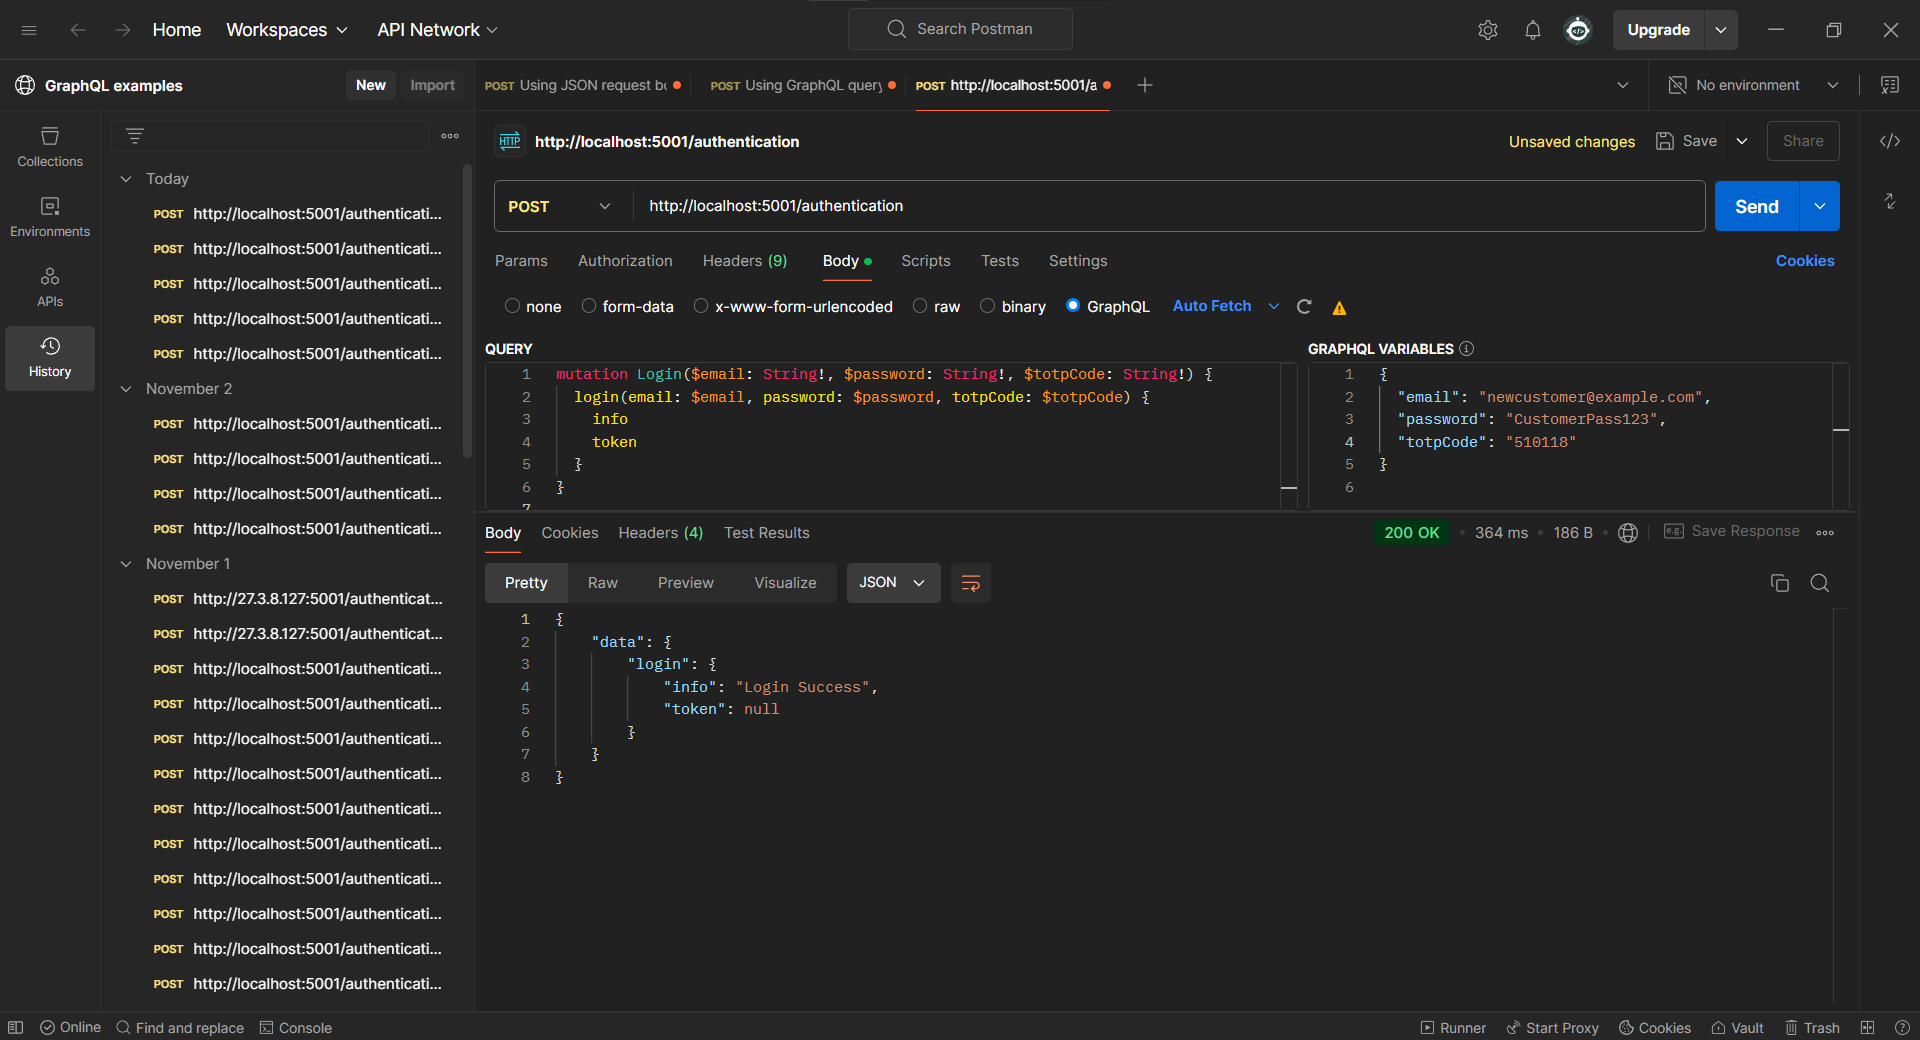 Home
Workspaces
API Network
Search Postman
Upgrade
GraphQL examples
New
Import
POST Using JSON request bo
POST Using GraphQL query
POST http://localhost:5001/a
No environment
Collections
Environments
APIs
History
Today
POST http://localhost:5001/authenticati...
POST http://localhost:5001/authenticati...
POST http://localhost:5001/authenticati...
POST http://localhost:5001/authenticati...
POST http://localhost:5001/authenticati...
November 2
POST http://localhost:5001/authenticati...
POST http://localhost:5001/authenticati...
POST http://localhost:5001/authenticati...
POST http://localhost:5001/authenticati...
November 1
POST http://27.3.8.127:5001/authenticat...
POST http://27.3.8.127:5001/authenticat...
POST http://localhost:5001/authenticati...
POST http://localhost:5001/authenticati...
POST http://localhost:5001/authenticati...
POST http://localhost:5001/authenticati...
POST http://localhost:5001/authenticati...
POST http://localhost:5001/authenticati...
POST http://localhost:5001/authenticati...
POST http://localhost:5001/authenticati...
POST http://localhost:5001/authenticati...
POST http://localhost:5001/authenticati...
HTTP http://localhost:5001/authentication
Unsaved changes
Save
Share
POST
http://localhost:5001/authentication
Send
Params
Authorization
Headers (9)
Body
Scripts
Tests
Settings
Cookies
none
form-data
x-www-form-urlencoded
raw
binary
GraphQL
Auto Fetch
QUERY
1 mutation Login($email: String!, $password: String!, $totpCode: String!) {
2 login(email: $email, password: $password, totpCode: $totpCode) {
3 info
4 token
5 }
6 }
7
GRAPHQL VARIABLES
1 {
2 "email": "newcustomer@example.com",
3 "password": "CustomerPass123",
4 "totpCode": "510118"
5 }
6
Body
Cookies
Headers (4)
Test Results
200 OK
364 ms
186 B
e.g. Save Response
Pretty
Raw
Preview
Visualize
JSON
1 {
2 "data": {
3 "login": {
4 "info": "Login Success",
5 "token": null
6 }
7 }
8 }
Online
Find and replace
Console
Runner
Start Proxy
Cookies
Vault
Trash